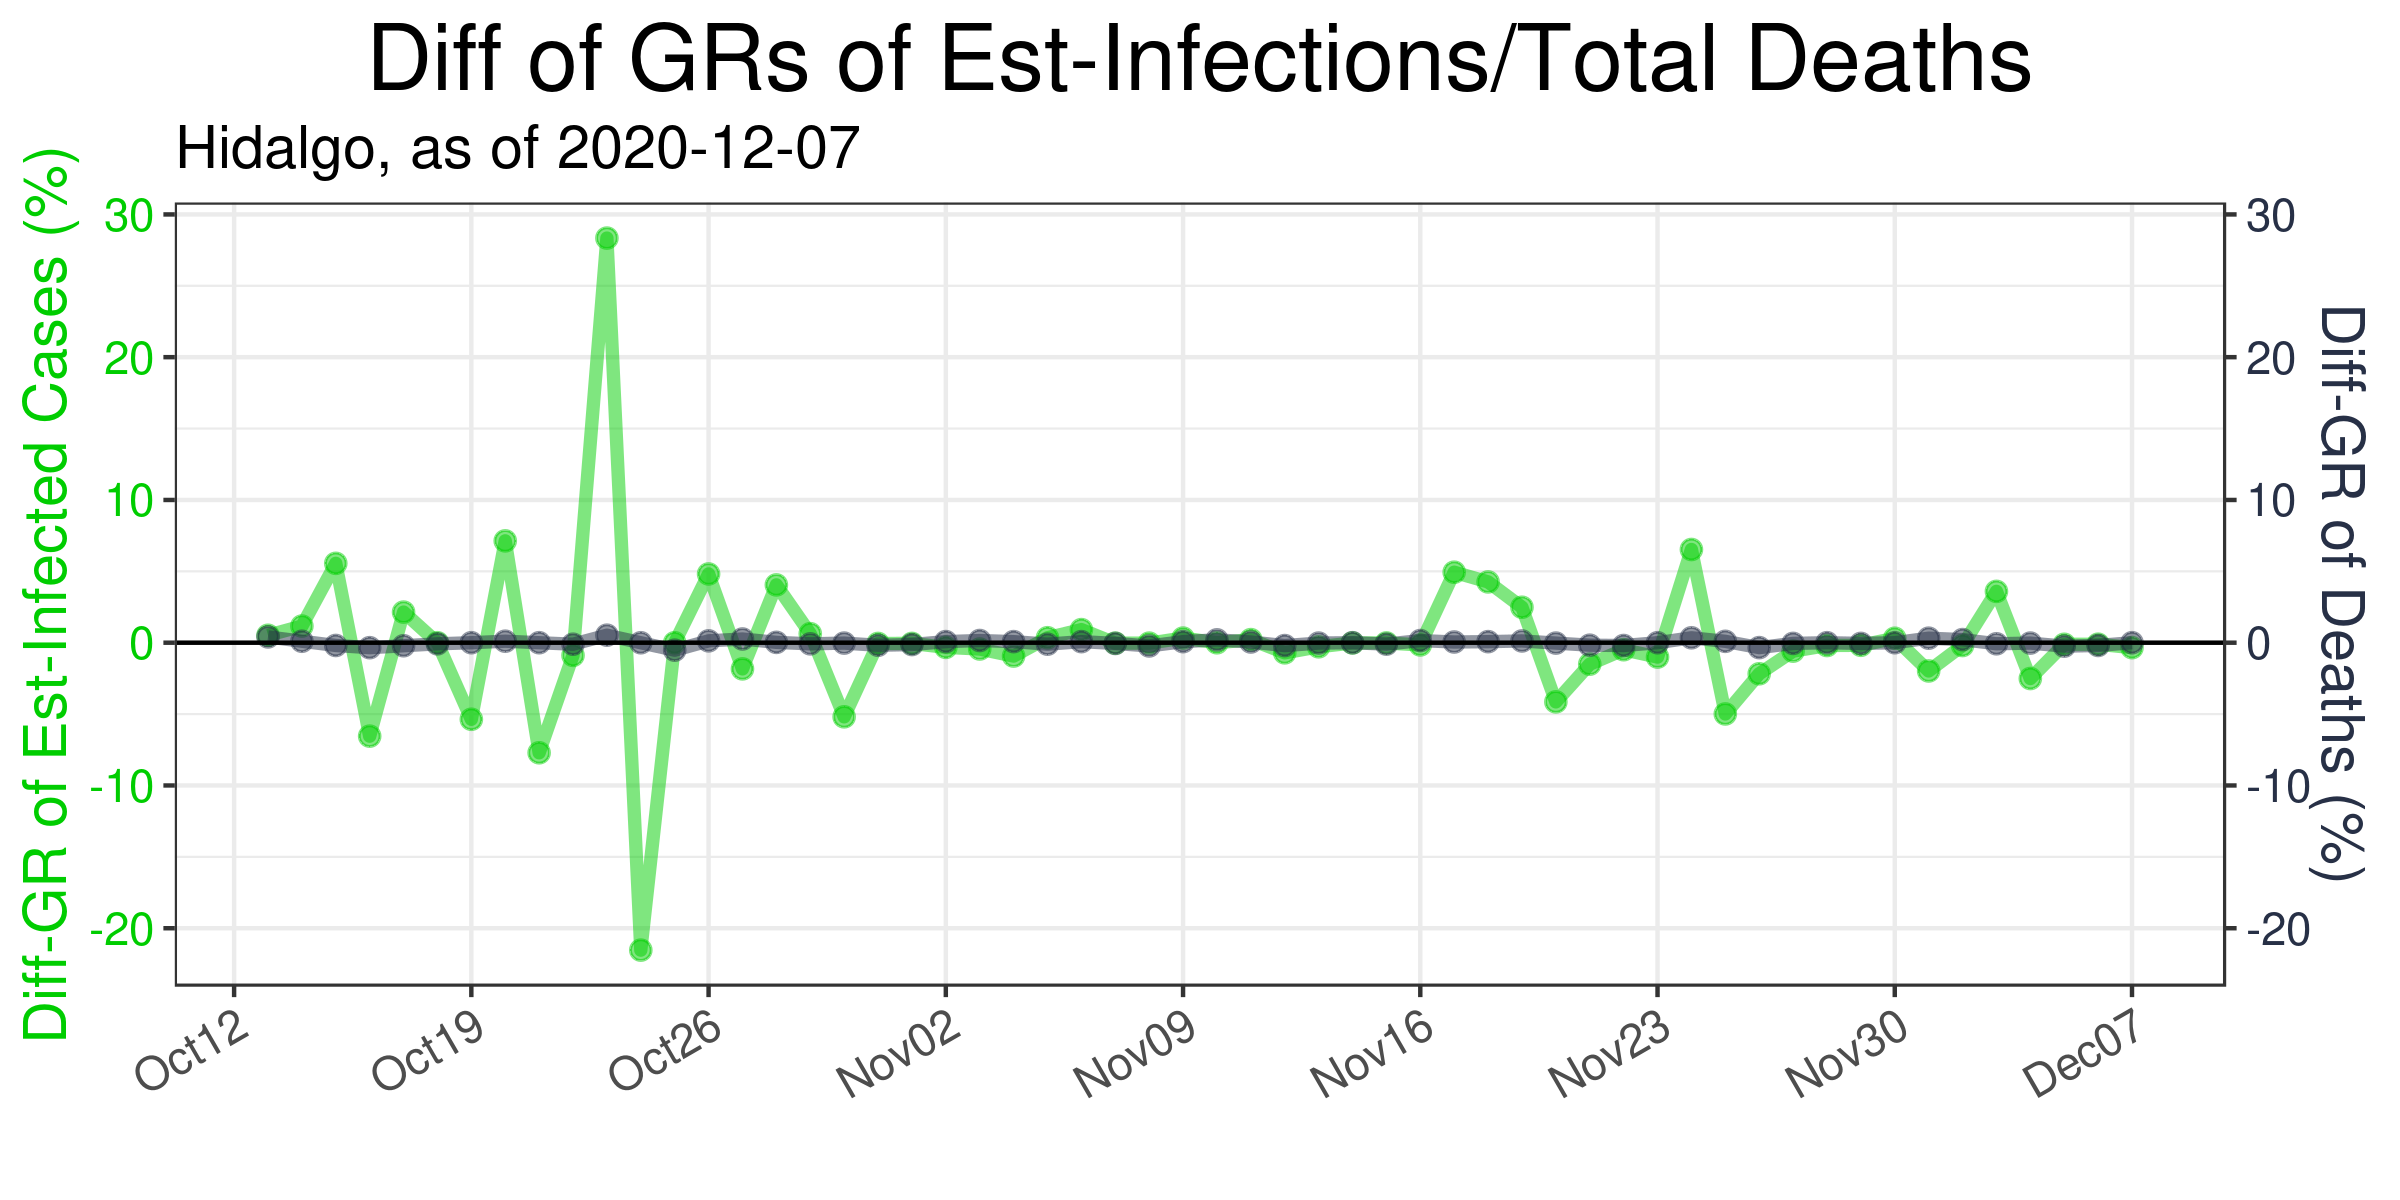 Diff of GRs of Est-Infections/Total Deaths
Hidalgo, as of 2020-12-07
Diff-GR of Est-Infected Cases (%)
30
20
10
0
-10
-20
30
20
10
0
-10
-20
Diff-GR of Deaths (%)
Oct12
Oct19
Oct26
Nov02
Nov09
Nov16
Nov23
Nov30
Dec07